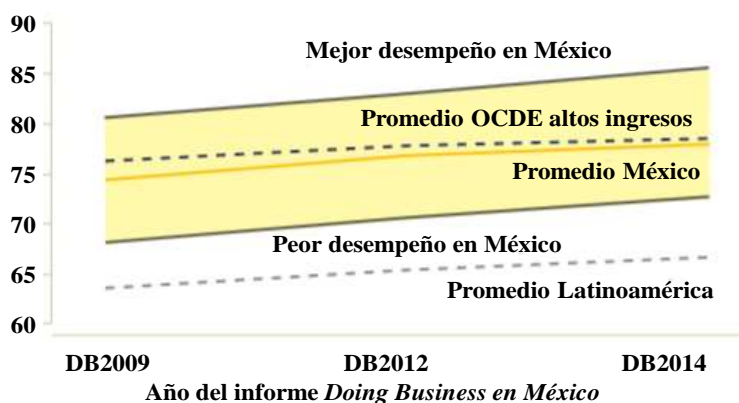 90
Mejor desempeño en México
85
80
Promedio OCDE altos ingresos
75
Promedio México
70
Peor desempeño en México
65
Promedio Latinoamérica
60
DB2009 DB2012 DB2014
Año del informe Doing Business en México